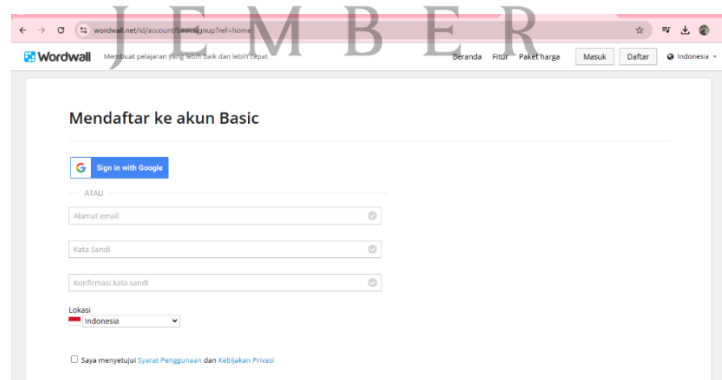 JEMBER
wordwall.net/id/account/basicsignup?ref=home
Wordwall Membuat pelajaran yang lebih baik dan lebih cepat Beranda Fitur Paket harga Masuk Daftar Indonesia
Mendaftar ke akun Basic
Sign in with Google
ATAU
Alamat email
Kata Sandi
Konfirmasi kata sandi
Lokasi
Indonesia
Saya menyetujui Syarat Penggunaan dan Kebijakan Privasi